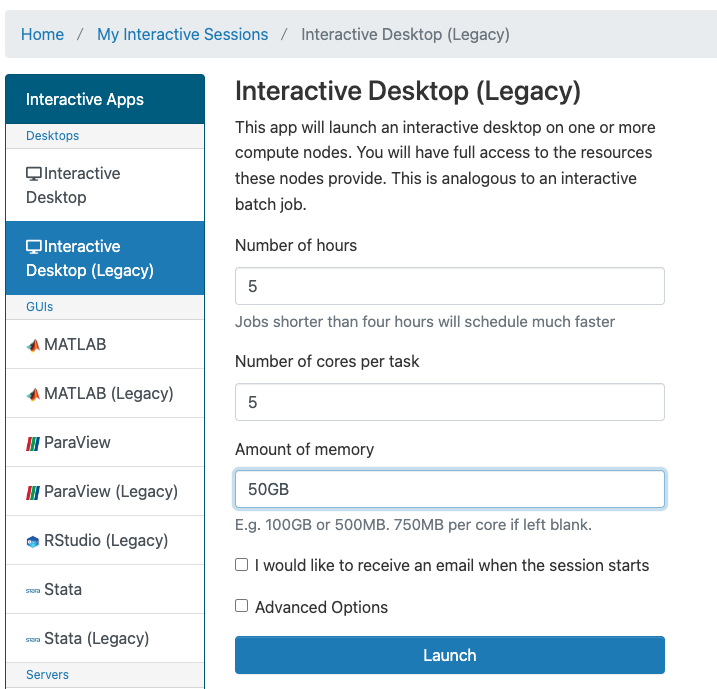 Home / My Interactive Sessions / Interactive Desktop (Legacy)
Interactive Apps
Desktops
Interactive
Desktop
Interactive
Desktop (Legacy)
GUIs
MATLAB
MATLAB (Legacy)
ParaView
ParaView (Legacy)
RStudio (Legacy)
stata Stata
stata Stata (Legacy)
Servers
Interactive Desktop (Legacy)
This app will launch an interactive desktop on one or more
compute nodes. You will have full access to the resources
these nodes provide. This is analogous to an interactive
batch job.
Number of hours
5
Jobs shorter than four hours will schedule much faster
Number of cores per task
5
Amount of memory
50GB
E.g. 100GB or 500MB. 750MB per core if left blank.
I would like to receive an email when the session starts
Advanced Options
Launch